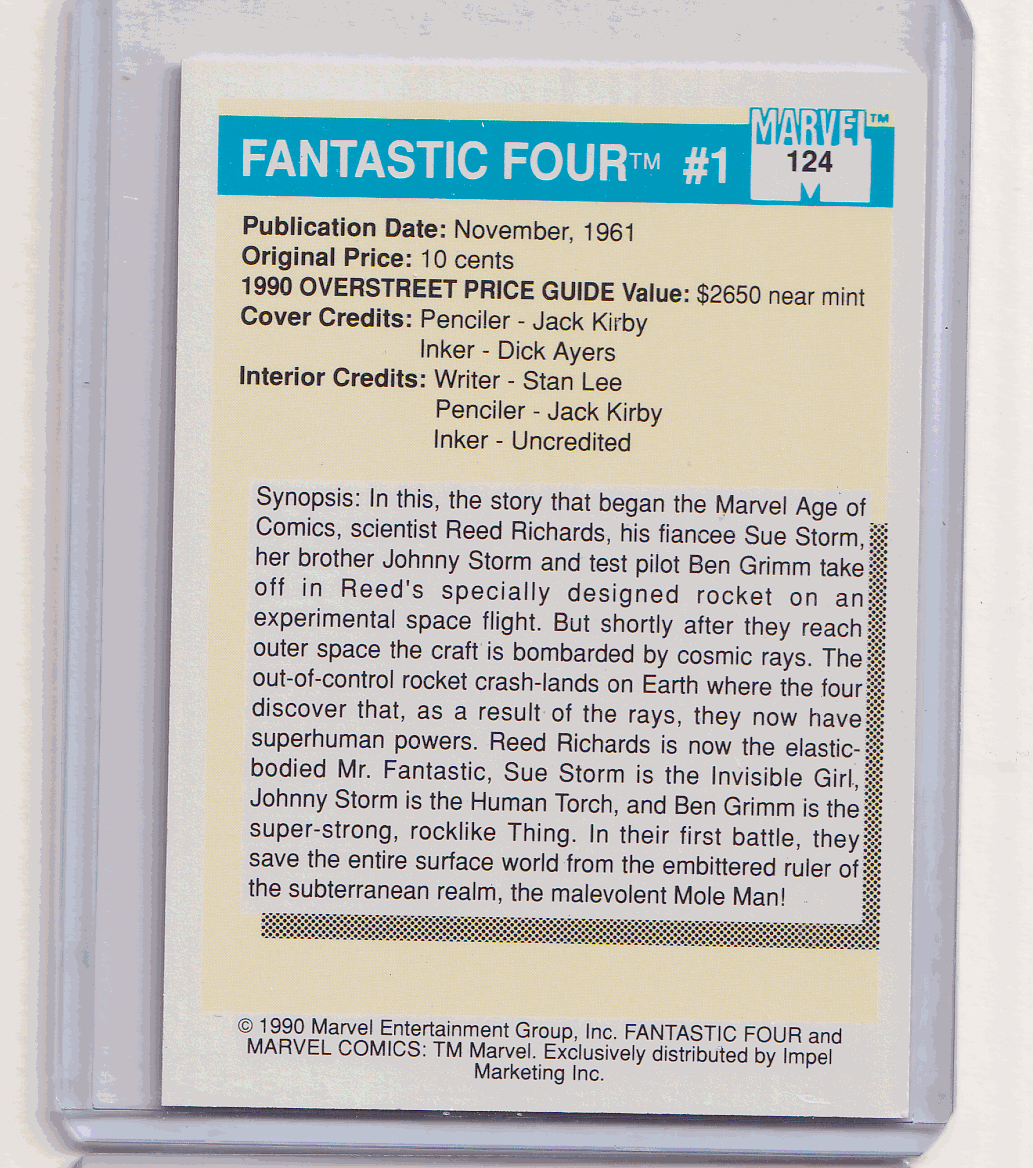 MARVEL™
FANTASTIC FOUR™ #1
124
Publication Date: November, 1961
Original Price: 10 cents
1990 OVERSTREET PRICE GUIDE Value: $2650 near mint
Cover Credits: Penciler - Jack Kirby
Inker - Dick Ayers
Interior Credits: Writer - Stan Lee
Penciler - Jack Kirby
Inker - Uncredited
Synopsis: In this, the story that began the Marvel Age of
Comics, scientist Reed Richards, his fiancee Sue Storm,
her brother Johnny Storm and test pilot Ben Grimm take
off in Reed's specially designed rocket on an
experimental space flight. But shortly after they reach
outer space the craft is bombarded by cosmic rays. The
out-of-control rocket crash-lands on Earth where the four
discover that, as a result of the rays, they now have
superhuman powers. Reed Richards is now the elastic-
bodied Mr. Fantastic, Sue Storm is the Invisible Girl,
Johnny Storm is the Human Torch, and Ben Grimm is the
super-strong, rocklike Thing. In their first battle, they
save the entire surface world from the embittered ruler of
the subterranean realm, the malevolent Mole Man!
© 1990 Marvel Entertainment Group, Inc. FANTASTIC FOUR and
MARVEL COMICS: TM Marvel. Exclusively distributed by Impel
Marketing Inc.